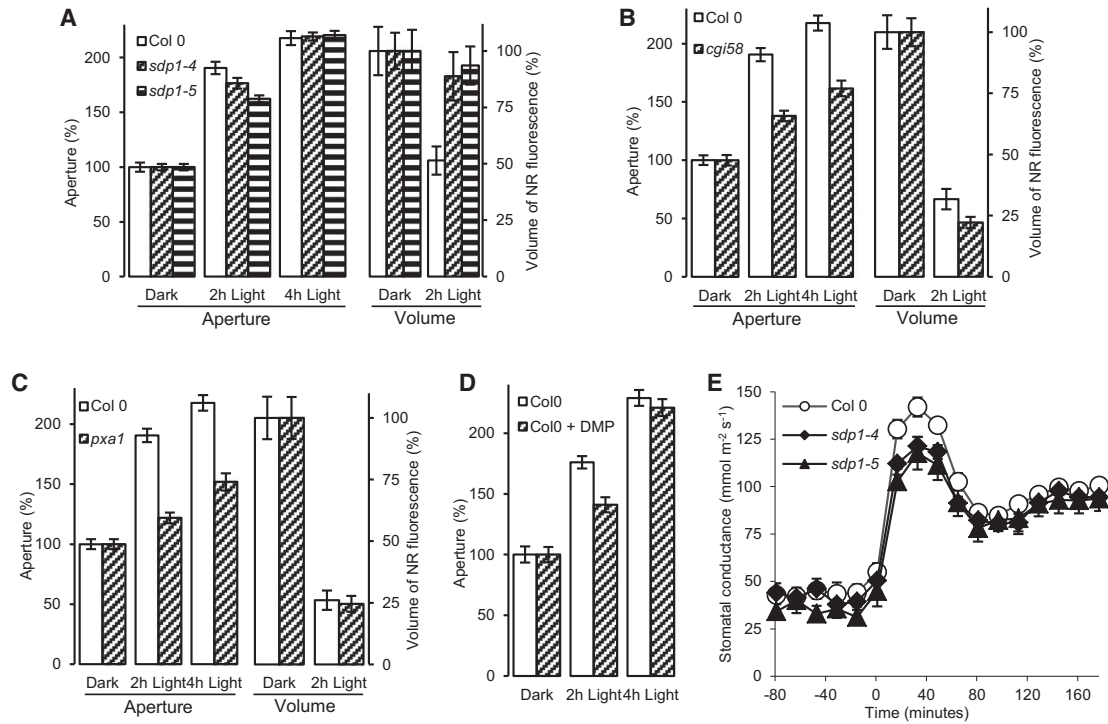 A
Col 0
sdp1-4
sdp1-5
Aperture (%)
200
150
100
50
0
Volume of NR fluorescence (%)
100
75
50
25
0
Dark 2h Light 4h Light Dark 2h Light
Aperture Volume
B
Col 0
cgi58
Aperture (%)
200
150
100
50
0
Volume of NR fluorescence (%)
100
75
50
25
0
Dark 2h Light 4h Light Dark 2h Light
Aperture Volume
C
Col 0
pxa1
Aperture (%)
200
150
100
50
0
Volume of NR fluorescence (%)
100
75
50
25
0
Dark 2h Light 4h Light Dark 2h Light
Aperture Volume
D
Col0
Col0 + DMP
Aperture (%)
200
150
100
50
0
Dark 2h Light 4h Light
E
Col 0
sdp1-4
sdp1-5
Stomatal conductance (mmol m-2 s-1)
150
125
100
75
50
25
0
-80 -40 0 40 80 120 160
Time (minutes)